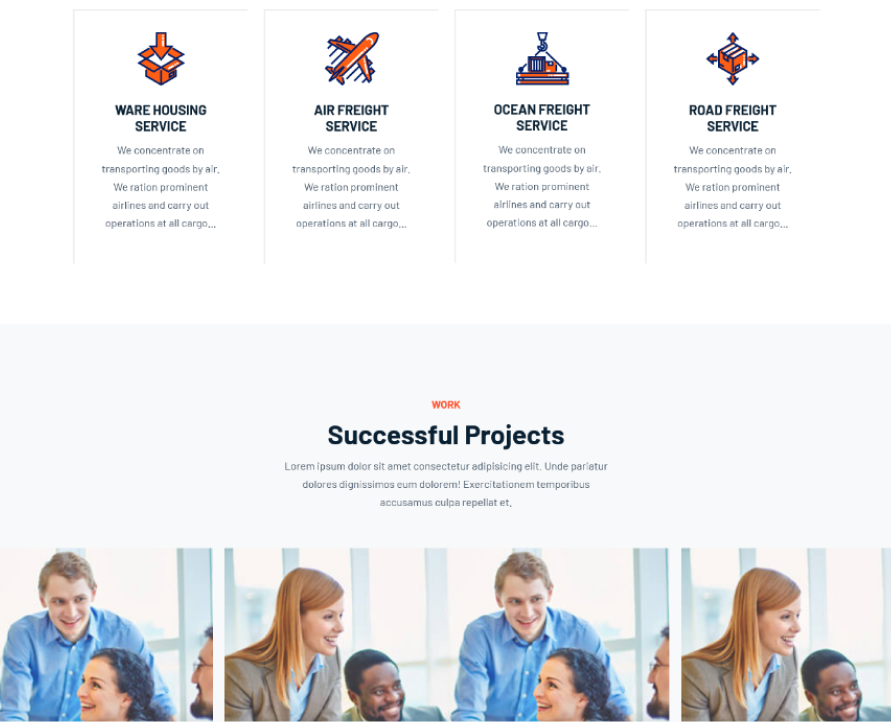 WARE HOUSING
SERVICE
We concentrate on
transporting goods by air.
We ration prominent
airlines and carry out
operations at all cargo...
AIR FREIGHT
SERVICE
We concentrate on
transporting goods by air.
We ration prominent
airlines and carry out
operations at all cargo...
OCEAN FREIGHT
SERVICE
We concentrate on
transporting goods by air.
We ration prominent
airlines and carry out
operations at all cargo...
ROAD FREIGHT
SERVICE
We concentrate on
transporting goods by air.
We ration prominent
airlines and carry out
operations at all cargo...
WORK
Successful Projects
Lorem ipsum dolor sit amet consectetur adipisicing elit. Unde pariatur
dolores dignissimos eum dolorem! Exercitationem temporibus
accusamus culpa repellat et.